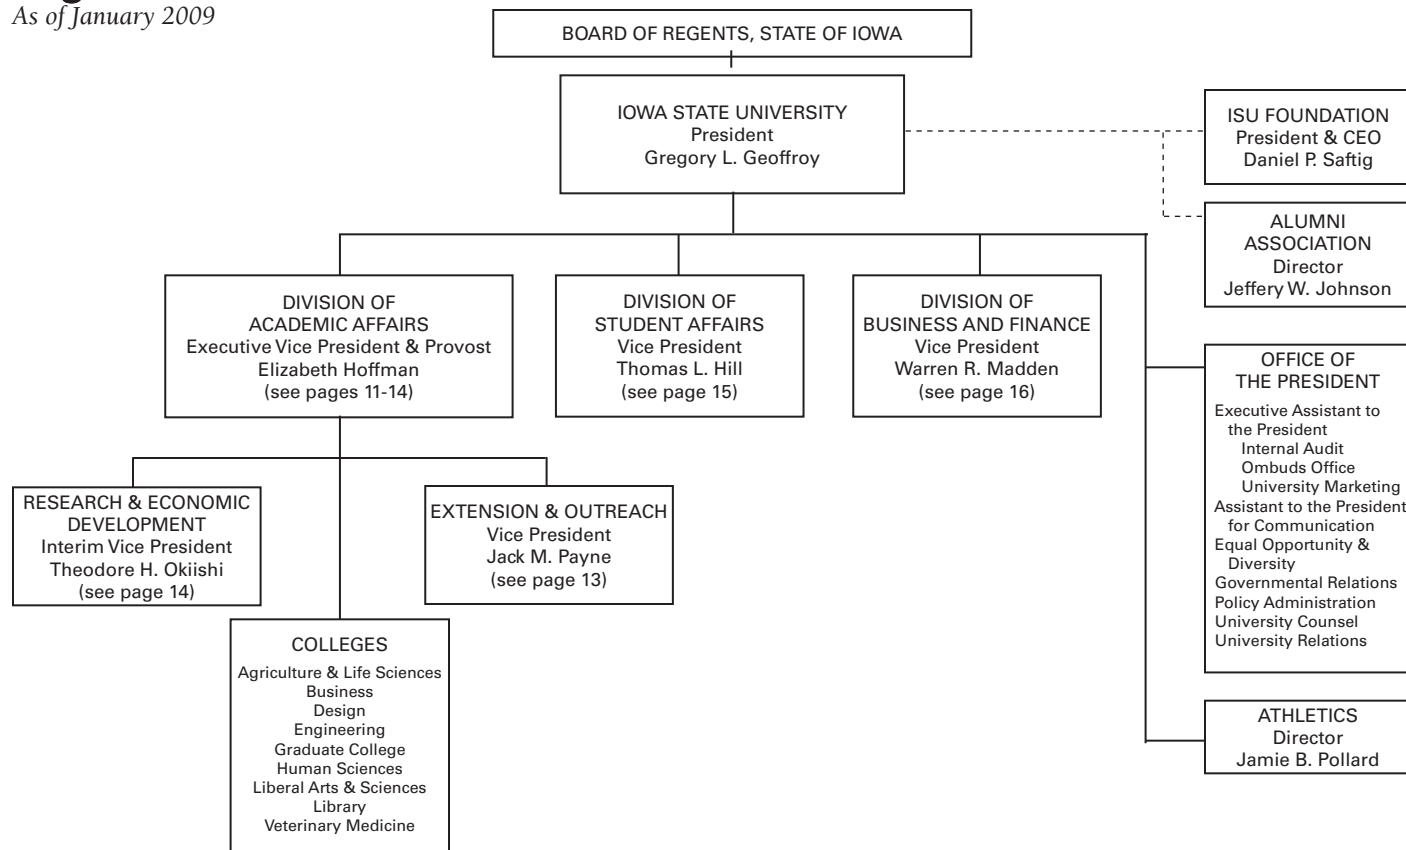 As of January 2009
BOARD OF REGENTS, STATE OF IOWA
IOWA STATE UNIVERSITY
President
Gregory L. Geoffroy
ISU FOUNDATION
President & CEO
Daniel P. Saftig
ALUMNI
ASSOCIATION
Director
Jeffery W. Johnson
DIVISION OF
ACADEMIC AFFAIRS
Executive Vice President & Provost
Elizabeth Hoffman
(see pages 11-14)
DIVISION OF
STUDENT AFFAIRS
Vice President
Thomas L. Hill
(see page 15)
DIVISION OF
BUSINESS AND FINANCE
Vice President
Warren R. Madden
(see page 16)
OFFICE OF
THE PRESIDENT
Executive Assistant to
the President
Internal Audit
Ombuds Office
University Marketing
Assistant to the President
for Communication
Equal Opportunity &
Diversity
Governmental Relations
Policy Administration
University Counsel
University Relations
RESEARCH & ECONOMIC
DEVELOPMENT
Interim Vice President
Theodore H. Okiishi
(see page 14)
EXTENSION & OUTREACH
Vice President
Jack M. Payne
(see page 13)
COLLEGES
Agriculture & Life Sciences
Business
Design
Engineering
Graduate College
Human Sciences
Liberal Arts & Sciences
Library
Veterinary Medicine
ATHLETICS
Director
Jamie B. Pollard